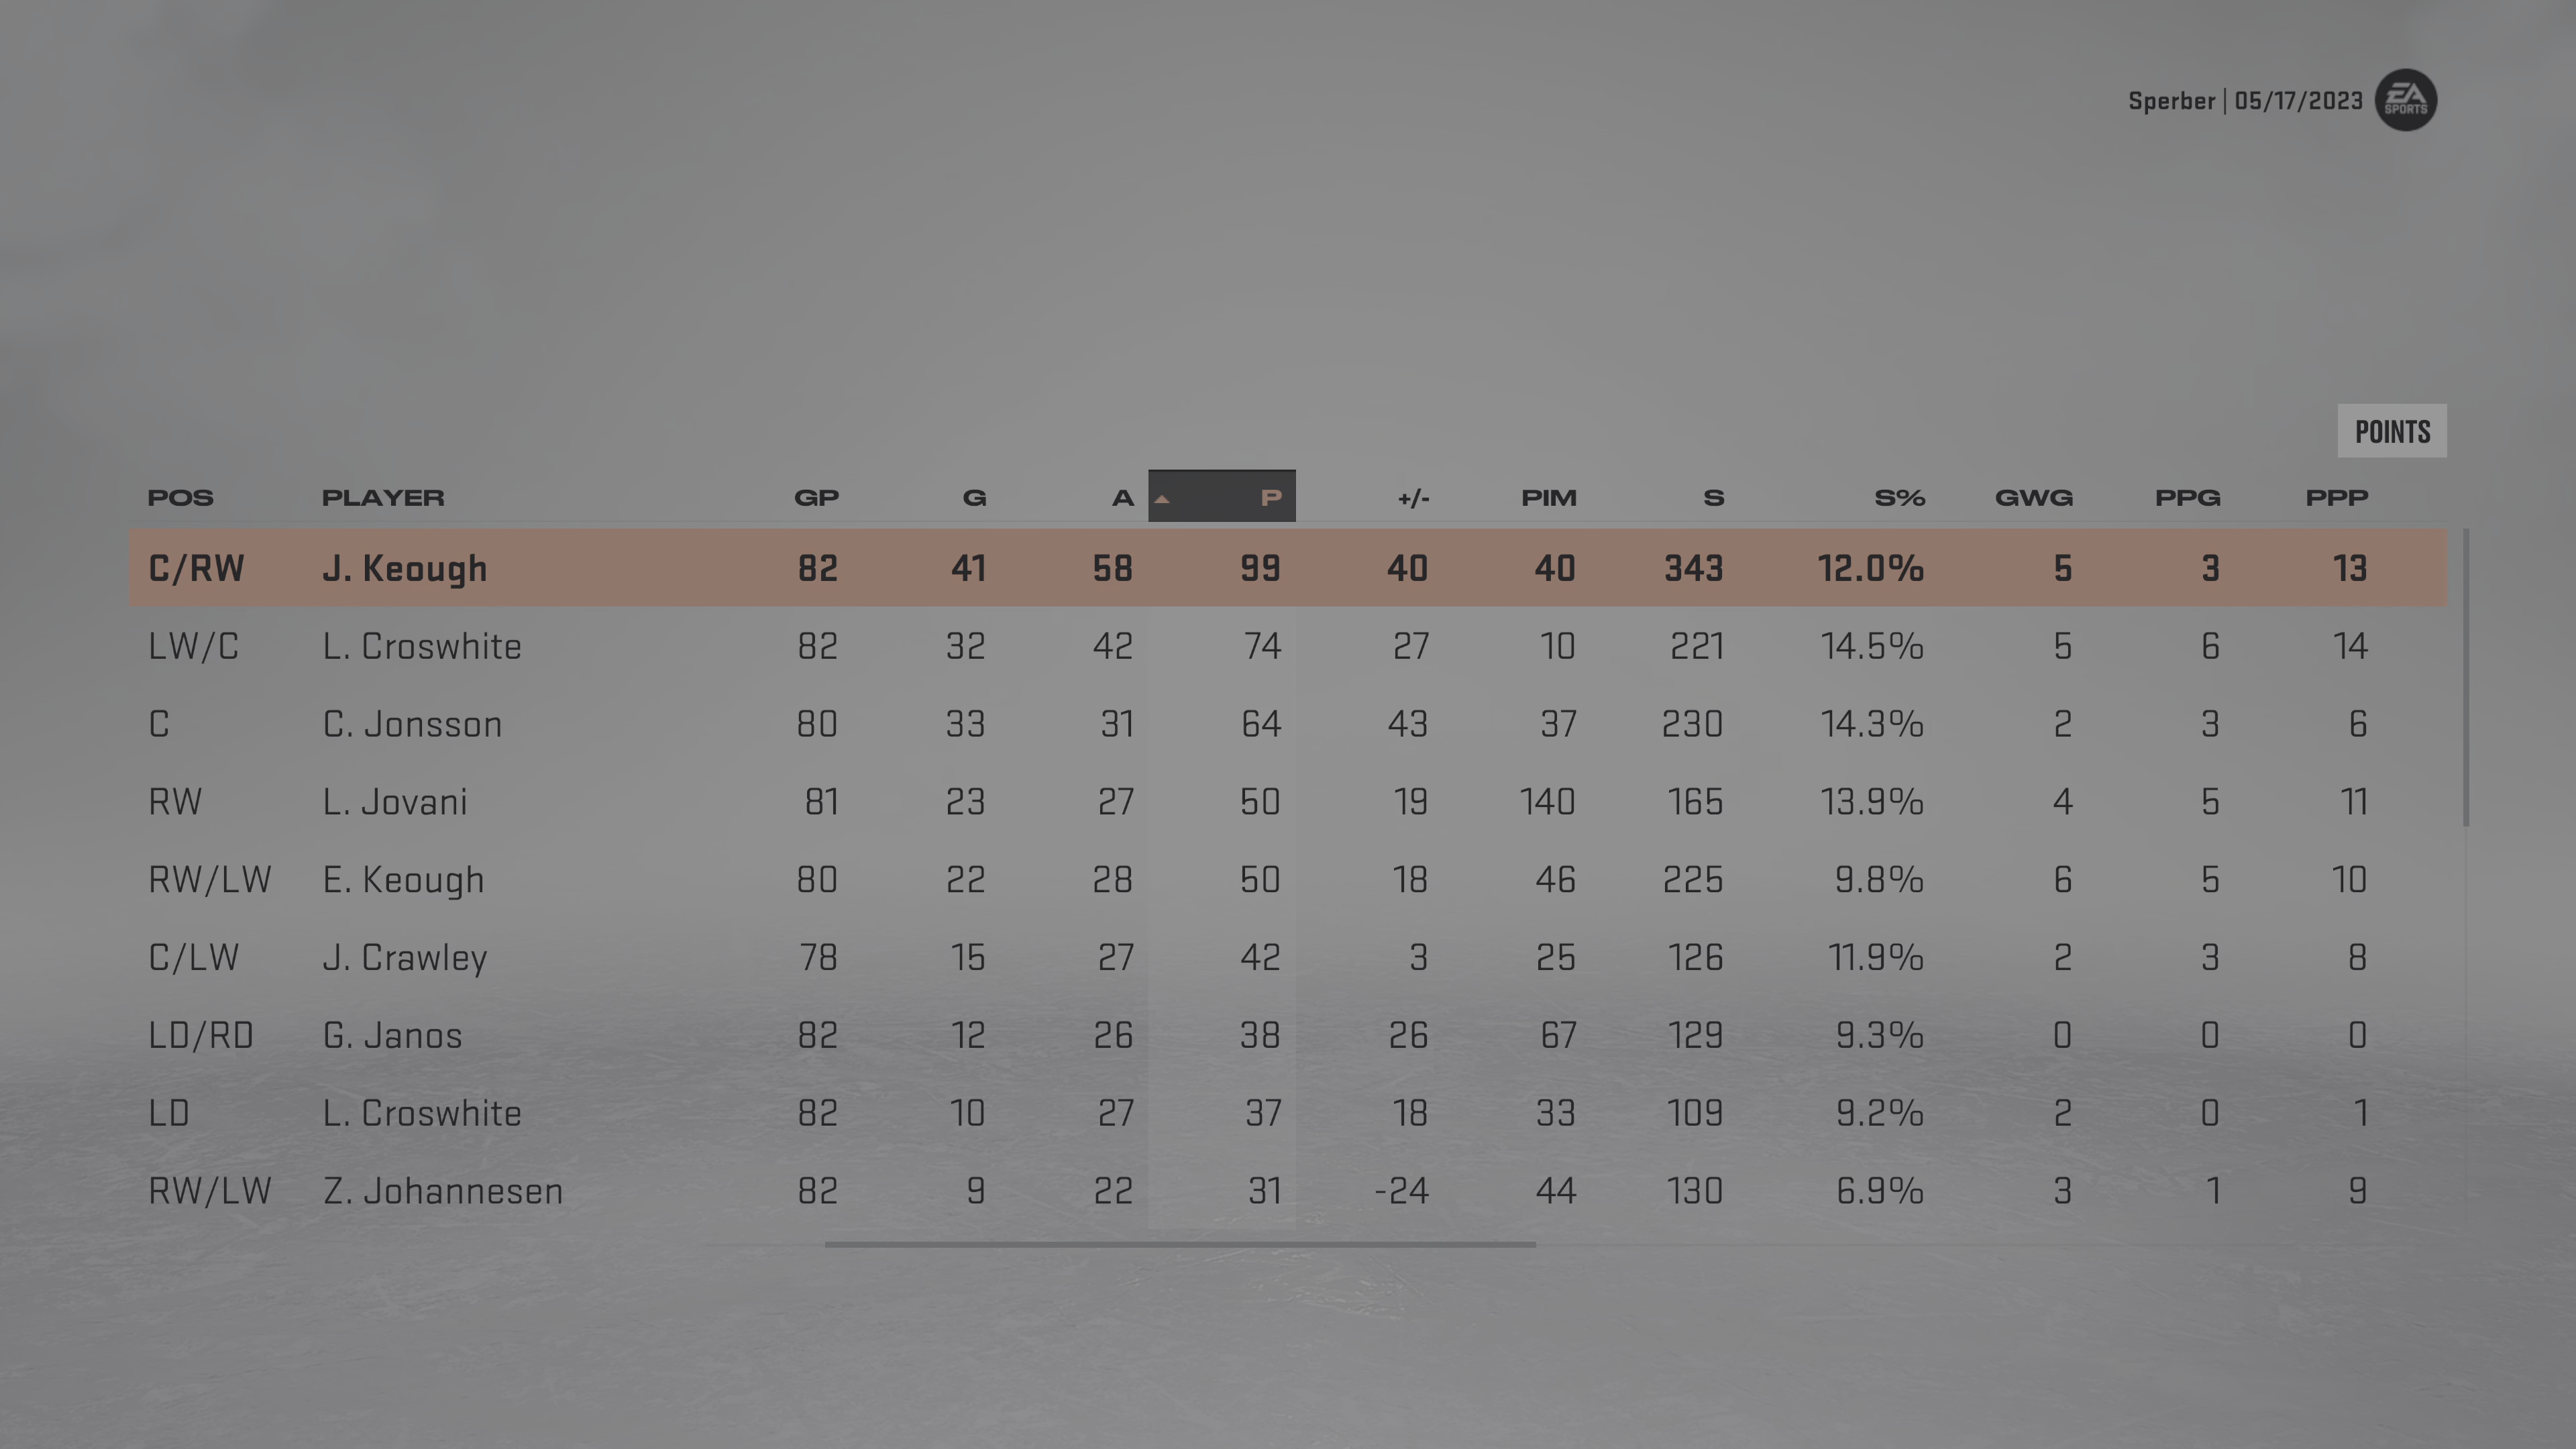 Sperber | 05/17/2023 EA SPORTS
POINTS
POS PLAYER GP G A P +/- PIM S S% GWG PPG PPP
C/RW J. Keough 82 41 58 99 40 40 343 12.0% 5 3 13
LW/C L. Croswhite 82 32 42 74 27 10 221 14.5% 5 6 14
C C. Jonsson 80 33 31 64 43 37 230 14.3% 2 3 6
RW L. Jovani 81 23 27 50 19 140 165 13.9% 4 5 11
RW/LW E. Keough 80 22 28 50 18 46 225 9.8% 6 5 10
C/LW J. Crawley 78 15 27 42 3 25 126 11.9% 2 3 8
LD/RD G. Janos 82 12 26 38 26 67 129 9.3% 0 0 0
LD L. Croswhite 82 10 27 37 18 33 109 9.2% 2 0 1
RW/LW Z. Johannesen 82 9 22 31 -24 44 130 6.9% 3 1 9